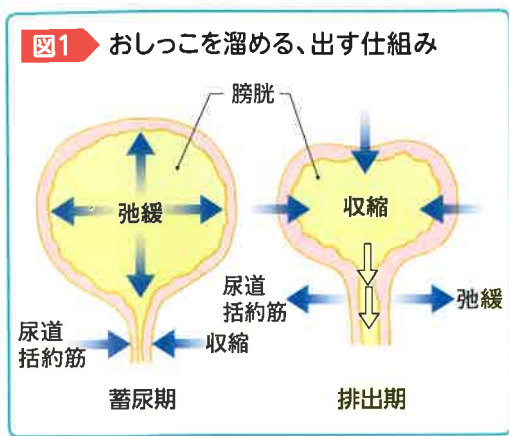 図1 おしっこを溜める、出す仕組み
膀胱
弛緩
収縮
尿道
括約筋
収縮
尿道
括約筋
弛緩
蓄尿期
排出期